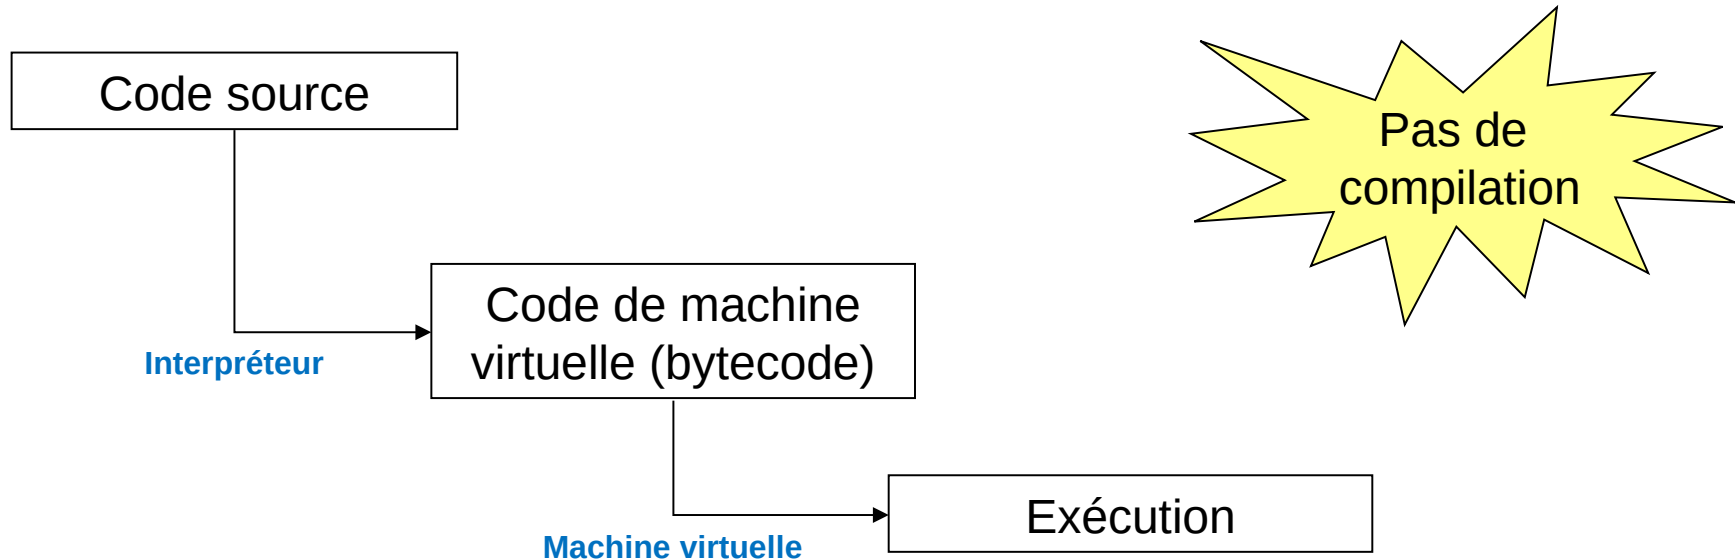 Code source
Pas de
compilation
Code de machine
virtuelle (bytecode)
Interpréteur
Exécution
Machine virtuelle